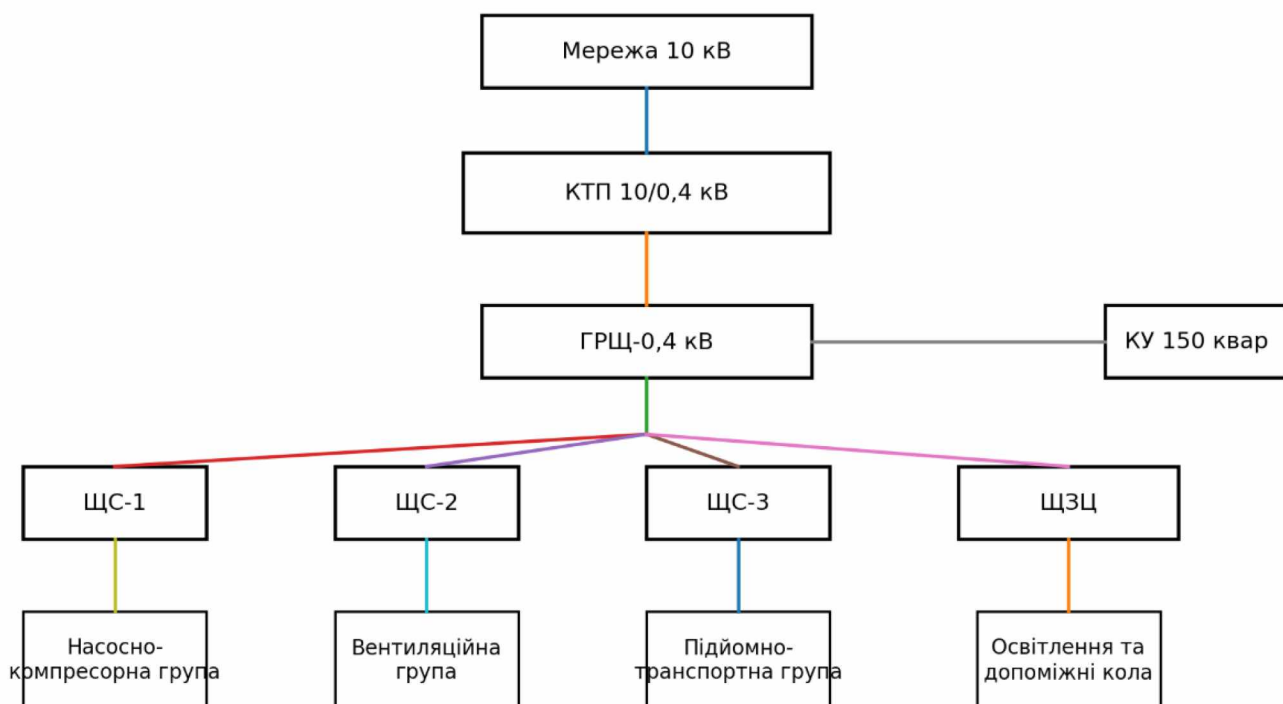 Мережа 10 кВ
КТП 10/0,4 кВ
ГРЩ-0,4 кВ
КУ 150 квар
ЩС-1
ЩС-2
ЩС-3
ЩЗЦ
Насосно-
компресорна група
Вентиляційна
група
Підйомно-
транспортна група
Освітлення та
допоміжні кола